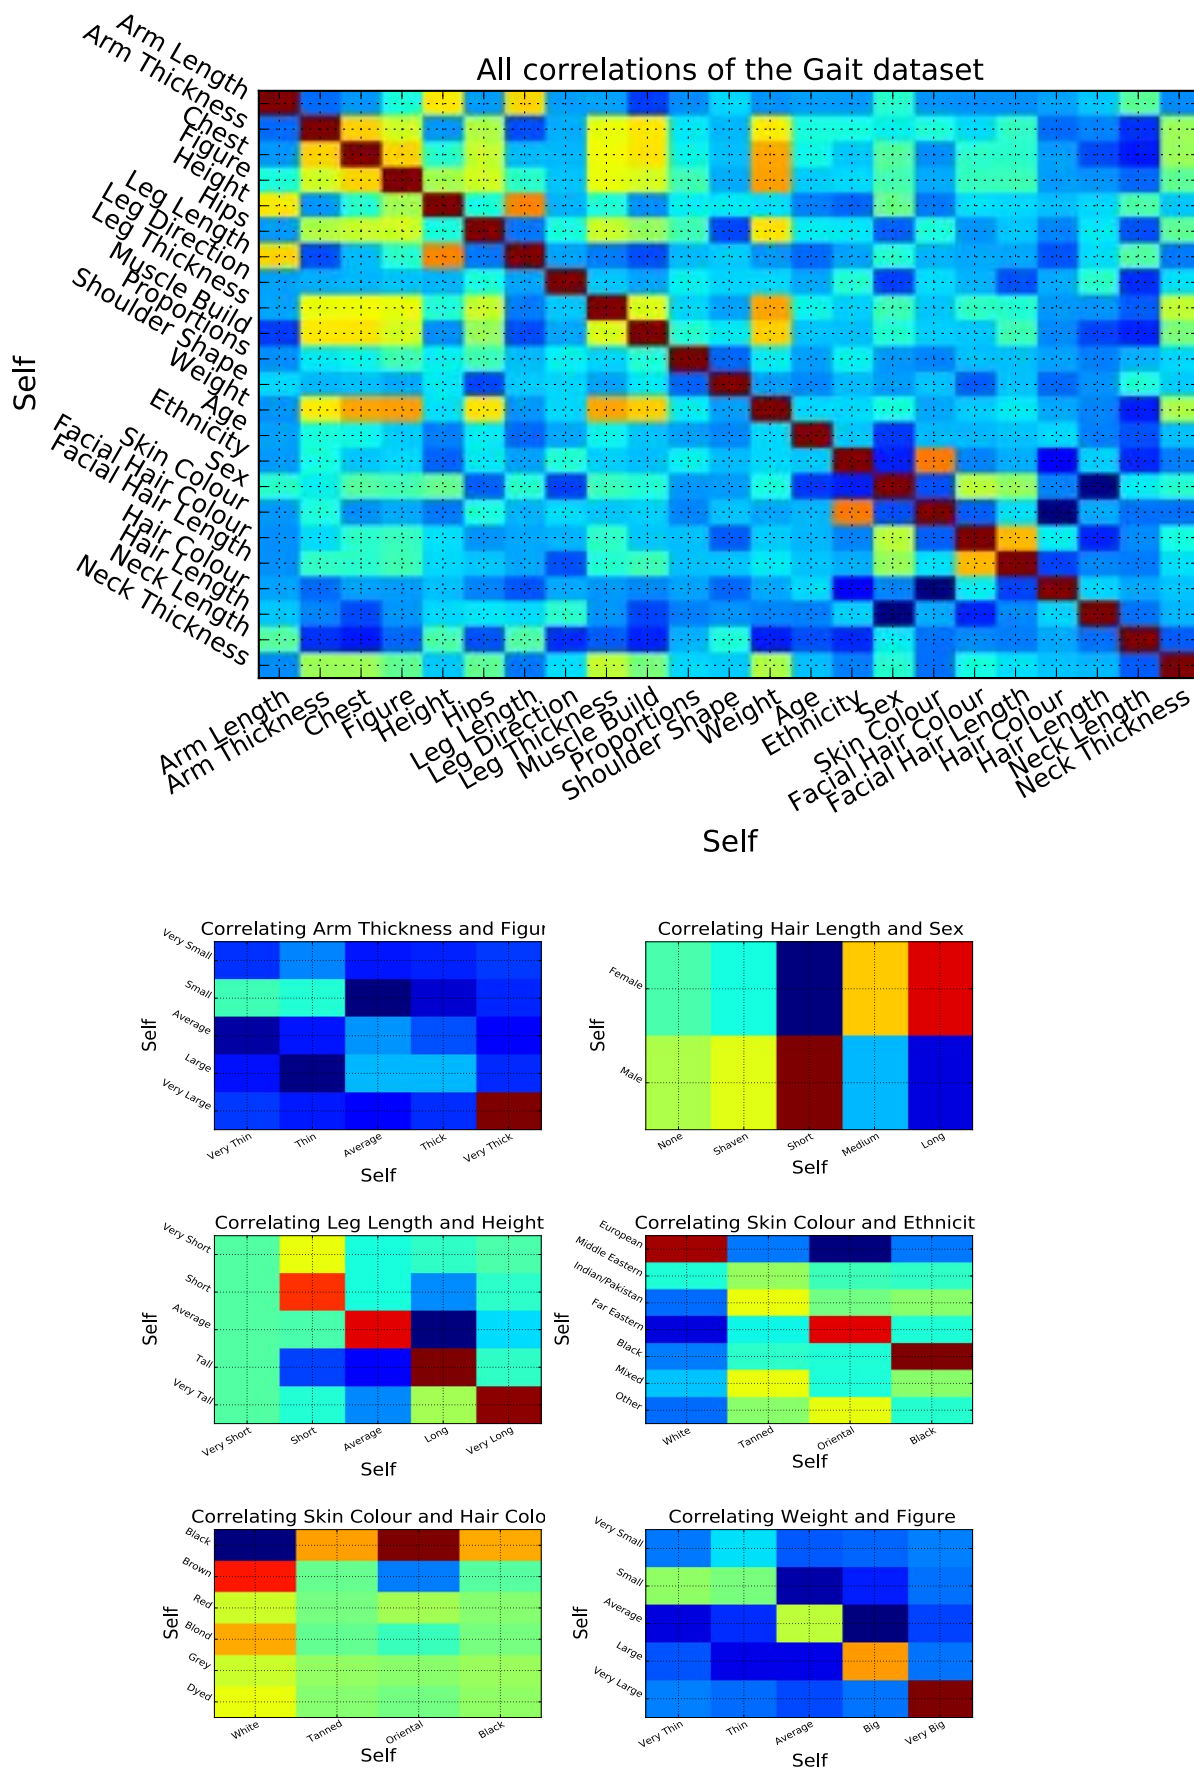 All correlations of the Gait dataset
Arm Length
Arm Thickness
Chest
Figure
Height
Hips
Leg Length
Leg Direction
Leg Thickness
Muscle Build
Proportions
Shoulder Shape
Weight
Age
Ethnicity
Sex
Skin Colour
Facial Hair Colour
Facial Hair Length
Hair Colour
Hair Length
Neck Length
Neck Thickness
Self
Arm Length
Arm Thickness
Chest
Figure
Height
Hips
Leg Length
Leg Direction
Leg Thickness
Muscle Build
Proportions
Shoulder Shape
Weight
Age
Ethnicity
Sex
Skin Colour
Facial Hair Colour
Facial Hair Length
Hair Colour
Hair Length
Neck Length
Neck Thickness
Self
Correlating Arm Thickness and Figur
Very Small
Small
Average
Large
Very Large
Self
Very Thin
Thin
Average
Thick
Very Thick
Self
Correlating Hair Length and Sex
Female
Male
Self
None
Shaven
Short
Medium
Long
Self
Correlating Leg Length and Height
Very Short
Short
Average
Tall
Very Tall
Self
Very Short
Short
Average
Long
Very Long
Self
Correlating Skin Colour and Ethnicit
European
Middle Eastern
Indian/Pakistan
Far Eastern
Black
Mixed
Other
Self
White
Tanned
Oriental
Black
Self
Correlating Skin Colour and Hair Colo
Black
Brown
Red
Blond
Grey
Dyed
Self
White
Tanned
Oriental
Black
Self
Correlating Weight and Figure
Very Small
Small
Average
Large
Very Large
Self
Very Thin
Thin
Average
Big
Very Big
Self